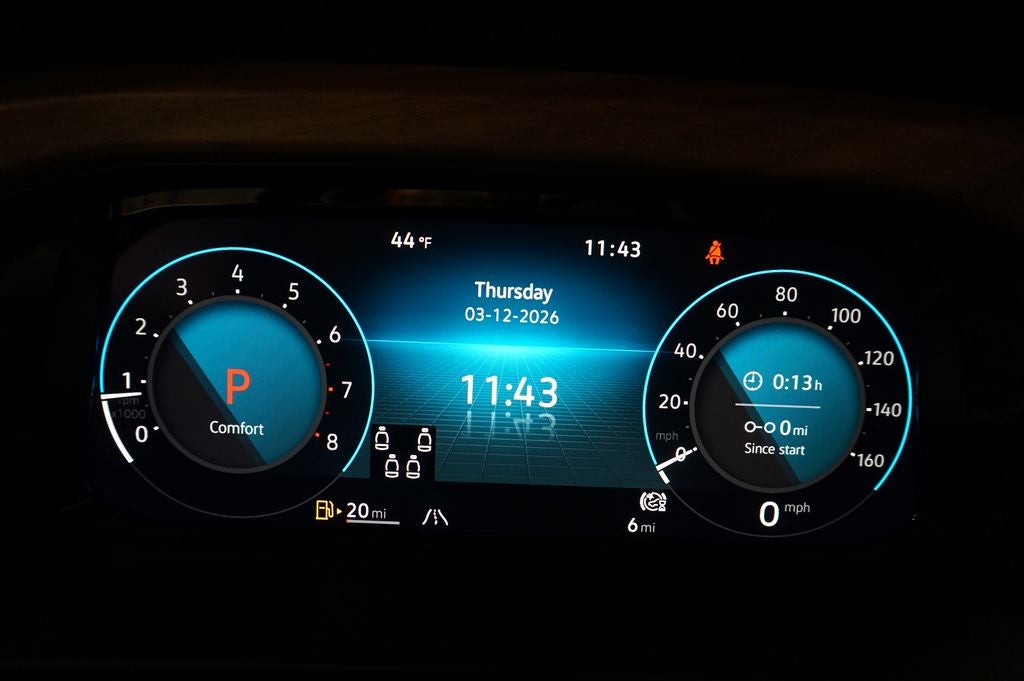 44 °F
11:43
Thursday
03-12-2026
11:43
0
1
2
3
4
5
6
7
8
rpm
x1000
P
Comfort
20 mi
6 mi
0
20
40
60
80
100
120
140
160
mph
0:13 h
0 mi
Since start
0 mph